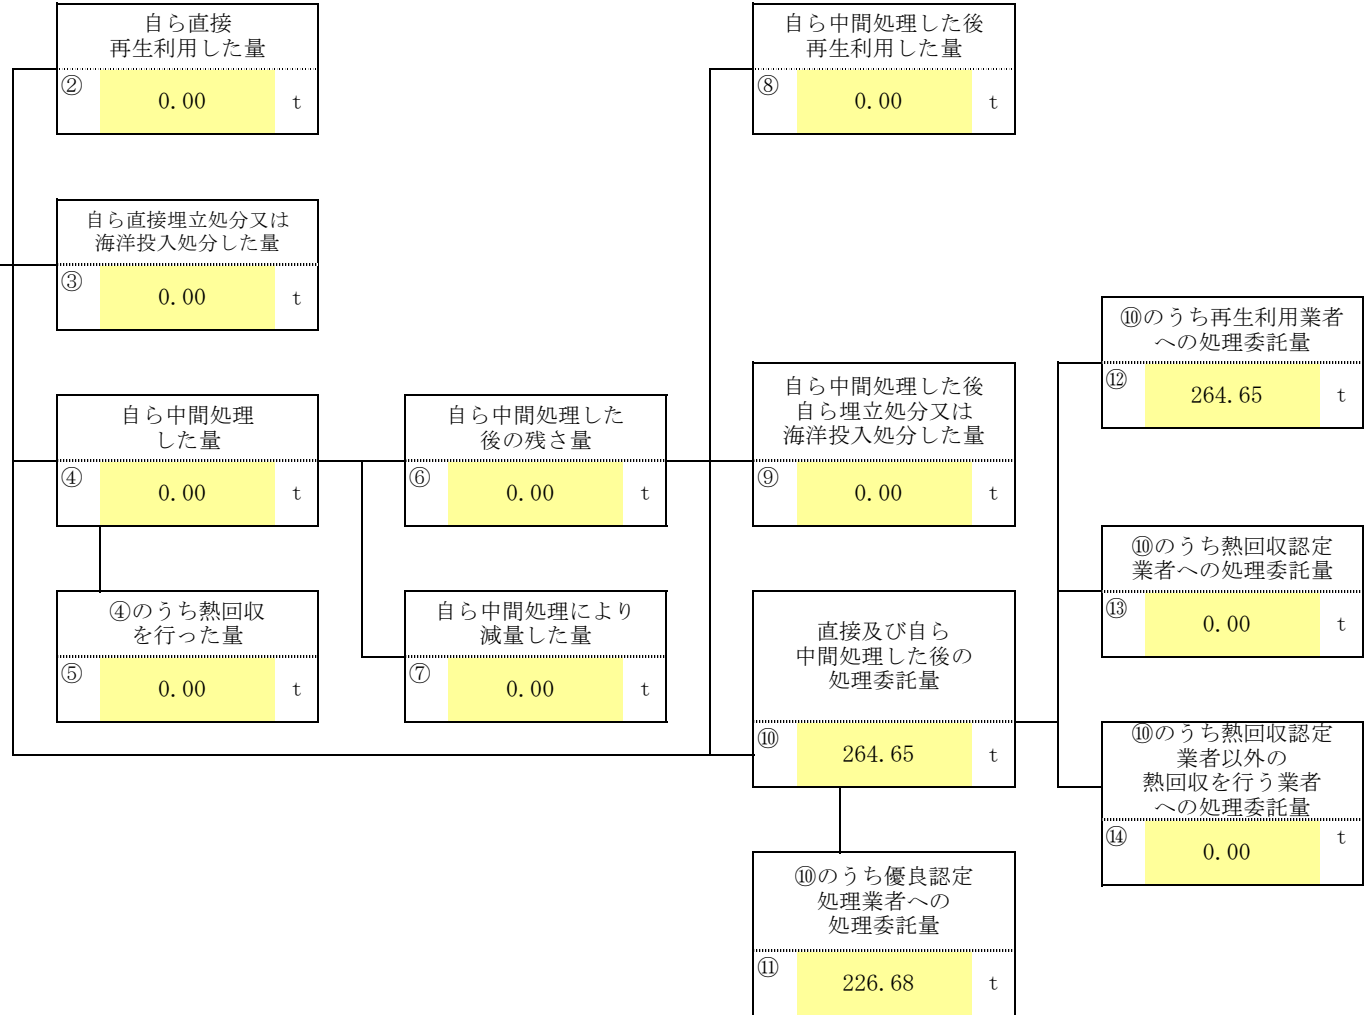 自ら直接
再生利用した量
② 0.00 t
自ら直接埋立処分又は
海洋投入処分した量
③ 0.00 t
自ら中間処理
した量
④ 0.00 t
④のうち熱回収
を行った量
⑤ 0.00 t
自ら中間処理した
後の残さ量
⑥ 0.00 t
自ら中間処理により
減量した量
⑦ 0.00 t
自ら中間処理した後
再生利用した量
⑧ 0.00 t
自ら中間処理した後
自ら埋立処分又は
海洋投入処分した量
⑨ 0.00 t
直接及び自ら
中間処理した後の
処理委託量
⑩ 264.65 t
⑩のうち優良認定
処理業者への
処理委託量
⑪ 226.68 t
⑩のうち再生利用業者
への処理委託量
⑫ 264.65 t
⑩のうち熱回収認定
業者への処理委託量
⑬ 0.00 t
⑩のうち熱回収認定
業者以外の
熱回収を行う業者
への処理委託量
⑭ 0.00 t